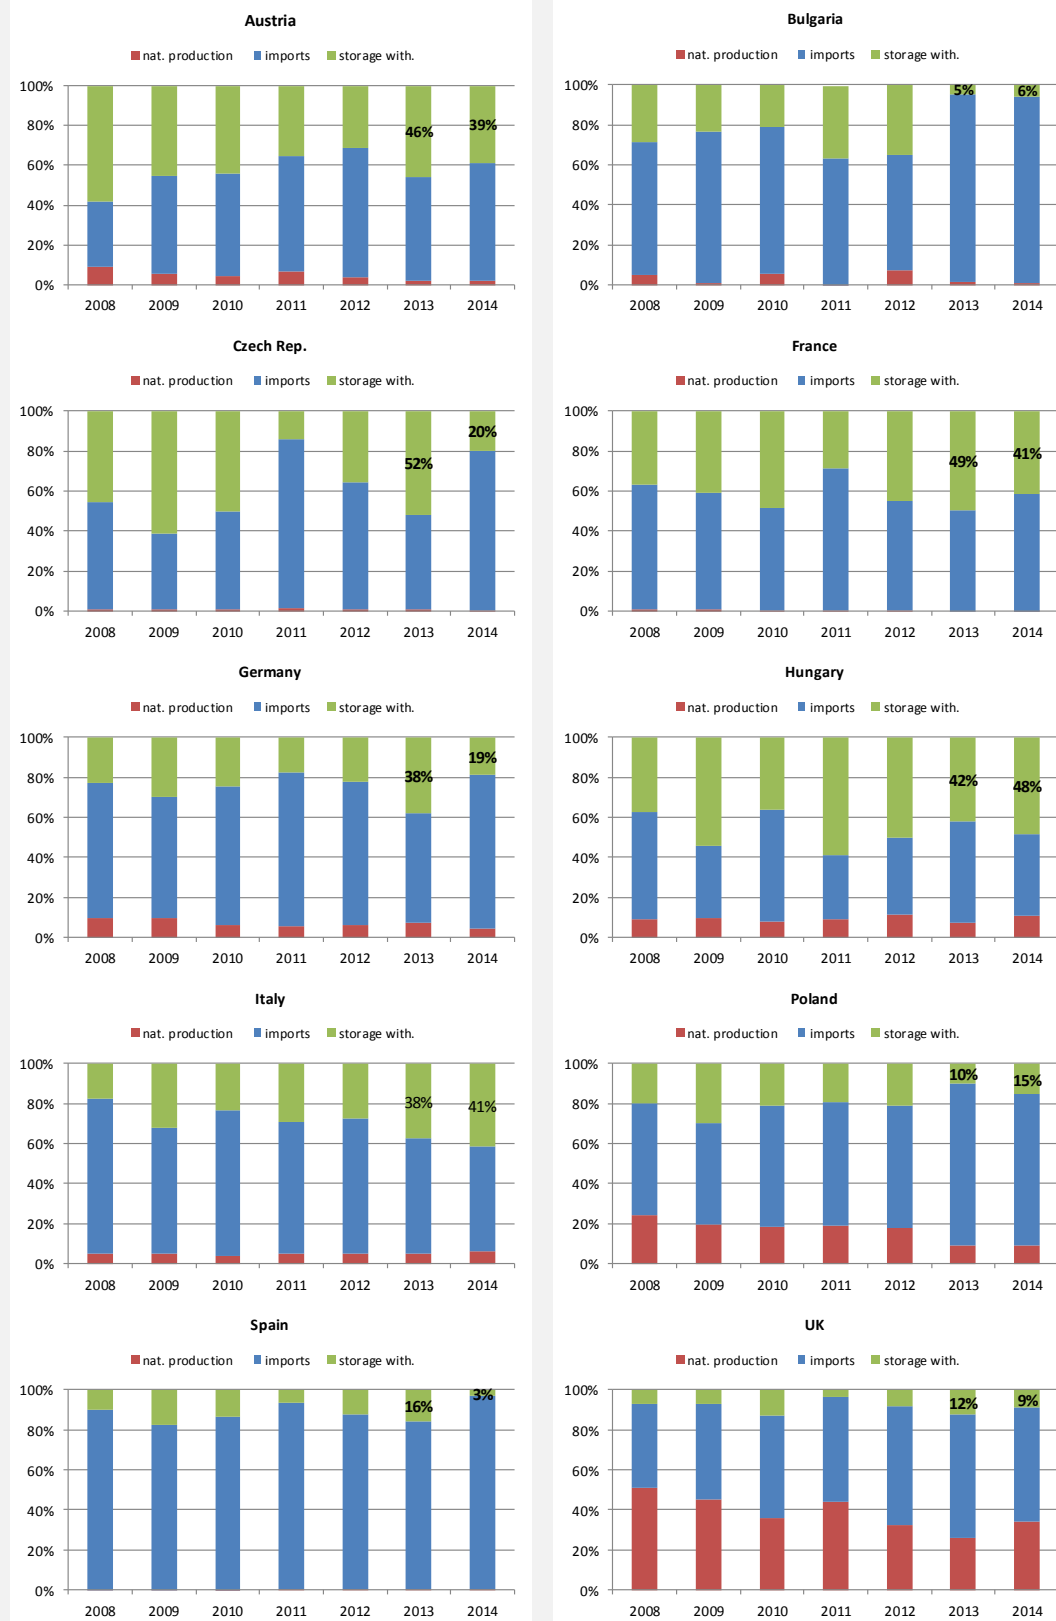 Austria
nat. production imports storage with.
100%
80%
60%
40%
20%
0%
46%
39%
2008 2009 2010 2011 2012 2013 2014
Bulgaria
nat. production imports storage with.
100%
80%
60%
40%
20%
0%
5%
6%
2008 2009 2010 2011 2012 2013 2014
Czech Rep.
nat. production imports storage with.
100%
80%
60%
40%
20%
0%
52%
20%
2008 2009 2010 2011 2012 2013 2014
France
nat. production imports storage with.
100%
80%
60%
40%
20%
0%
49%
41%
2008 2009 2010 2011 2012 2013 2014
Germany
nat. production imports storage with.
100%
80%
60%
40%
20%
0%
38%
19%
2008 2009 2010 2011 2012 2013 2014
Hungary
nat. production imports storage with.
100%
80%
60%
40%
20%
0%
42%
48%
2008 2009 2010 2011 2012 2013 2014
Italy
nat. production imports storage with.
100%
80%
60%
40%
20%
0%
38%
41%
2008 2009 2010 2011 2012 2013 2014
Poland
nat. production imports storage with.
100%
80%
60%
40%
20%
0%
10%
15%
2008 2009 2010 2011 2012 2013 2014
Spain
nat. production imports storage with.
100%
80%
60%
40%
20%
0%
16%
3%
2008 2009 2010 2011 2012 2013 2014
UK
nat. production imports storage with.
100%
80%
60%
40%
20%
0%
12%
9%
2008 2009 2010 2011 2012 2013 2014